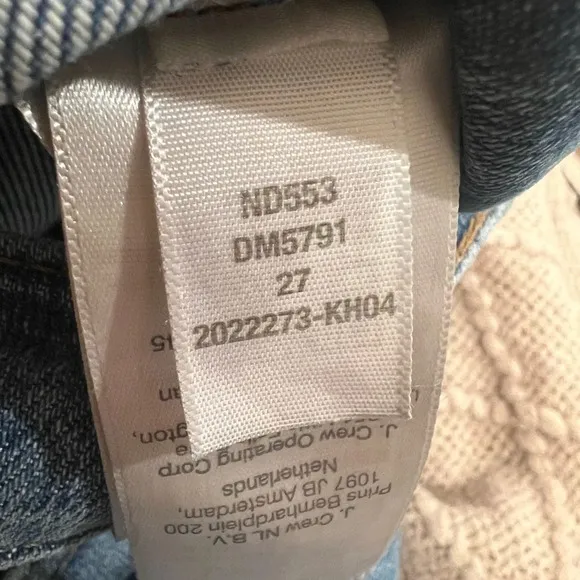 ND553
DM5791
27
2022273-KH04
J. Crew NL B.V.
Prins Bernhardplein 200
1097 JB Amsterdam,
Netherlands
J. Crew Operating Corp